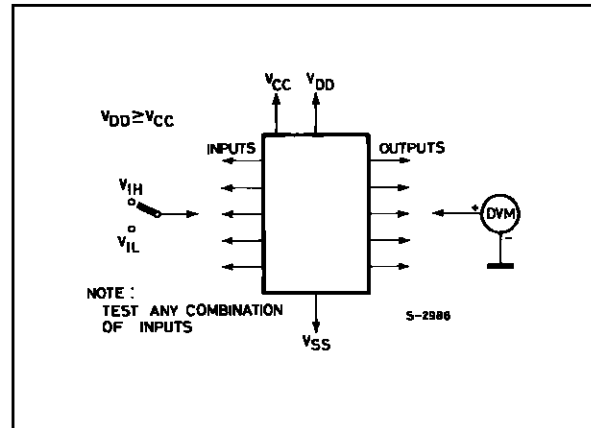 VCC VDD
VDD≥VCC
INPUTS OUTPUTS
VIH
+ DVM
-
VIL
NOTE :
TEST ANY COMBINATION
OF INPUTS
S-2986
VSS